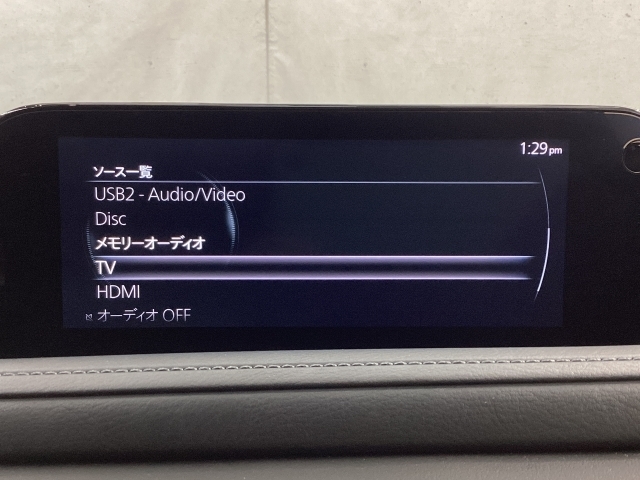 1:29pm
ソース一覧
USB2 - Audio/Video
Disc
メモリーオーディオ
TV
HDMI
オーディオ OFF